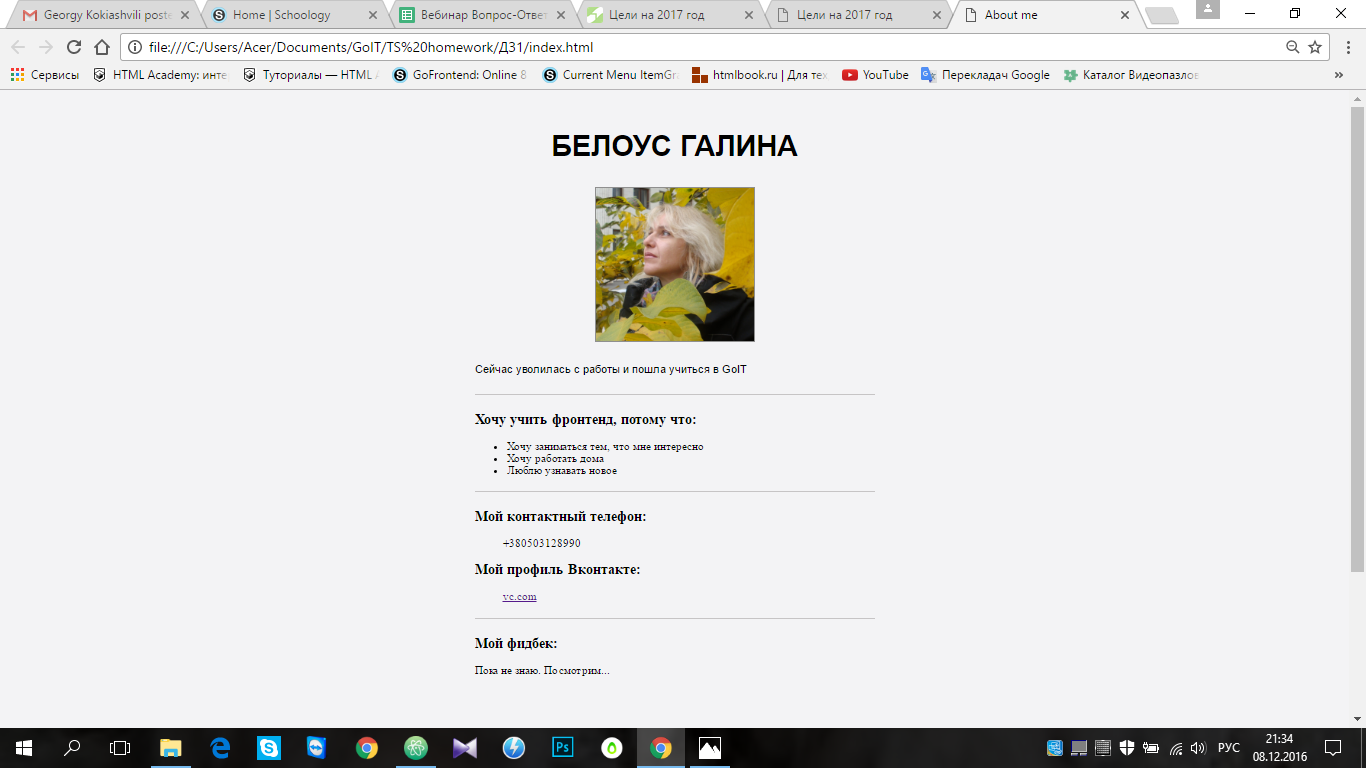 Georgy Kokiashvili poste
Home | Schoology
Вебинар Вопрос-Ответ
Цели на 2017 год
Цели на 2017 год
About me
file:///C:/Users/Acer/Documents/GoIT/TS%20homework/ДЗ1/index.html
Сервисы
HTML Academy: инте
Туториалы — HTML A
GoFrontend: Online 8
Current Menu ItemGr
htmlbook.ru | Для тех
YouTube
Перекладач Google
Каталог Видеопазлов
БЕЛОУС ГАЛИНА
Сейчас уволилась с работы и пошла учиться в GoIT
Хочу учить фронтенд, потому что:
Хочу заниматься тем, что мне интересно
Хочу работать дома
Люблю узнавать новое
Мой контактный телефон:
+380503128990
Мой профиль Вконтакте:
vc.com
Мой фидбек:
Пока не знаю. Посмотрим...
Ps
РУС
21:34
08.12.2016